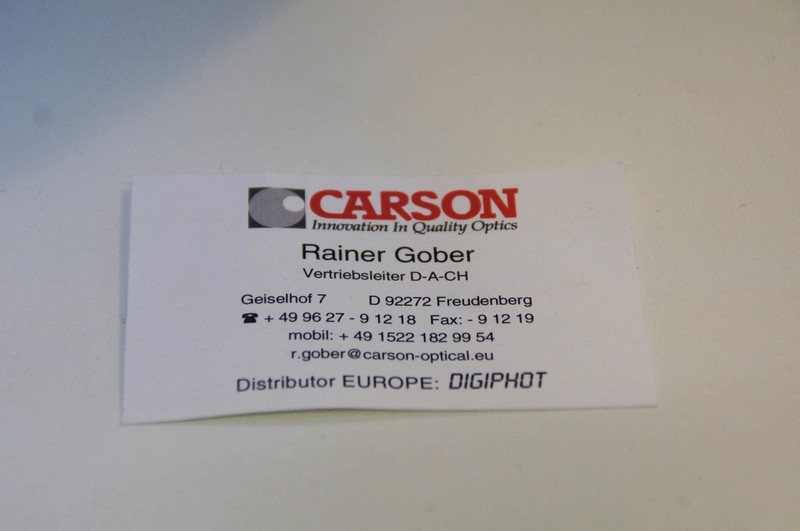 CARSON
Innovation In Quality Optics
Rainer Gober
Vertriebsleiter D-A-CH
Geiselhof 7 D 92272 Freudenberg
☎ + 49 96 27 - 9 12 18 Fax: - 9 12 19
mobil: + 49 1522 182 99 54
r.gober@carson-optical.eu
Distributor EUROPE: DIGIPHOT